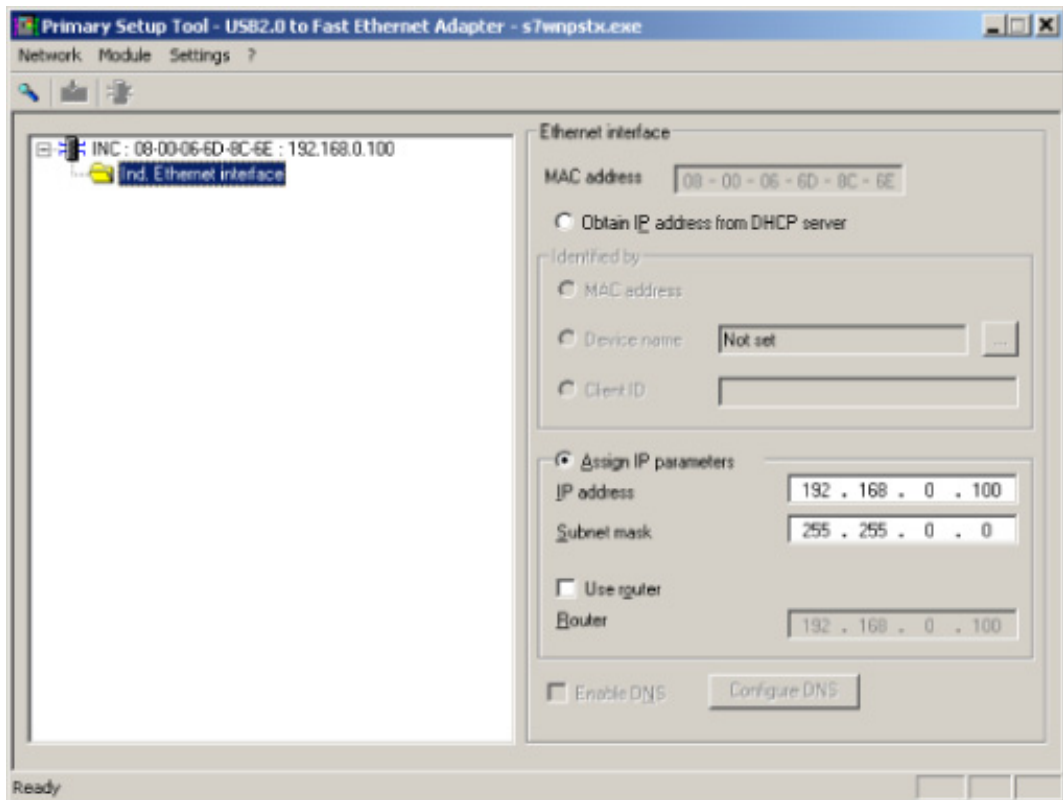 Primary Setup Tool - USB2.0 to Fast Ethernet Adapter - s7wnpstx.exe
Network Module Settings ?
INC : 08-00-06-6D-8C-6E : 192.168.0.100
Ind. Ethernet interface
Ethernet interface
MAC address 08 - 00 - 06 - 6D - 8C - 6E
Obtain IP address from DHCP server
Identified by
MAC address
Device name Not set ...
Client ID
Assign IP parameters
IP address 192 . 168 . 0 . 100
Subnet mask 255 . 255 . 0 . 0
Use router
Router 192 . 168 . 0 . 100
Enable DNS Configure DNS
Ready